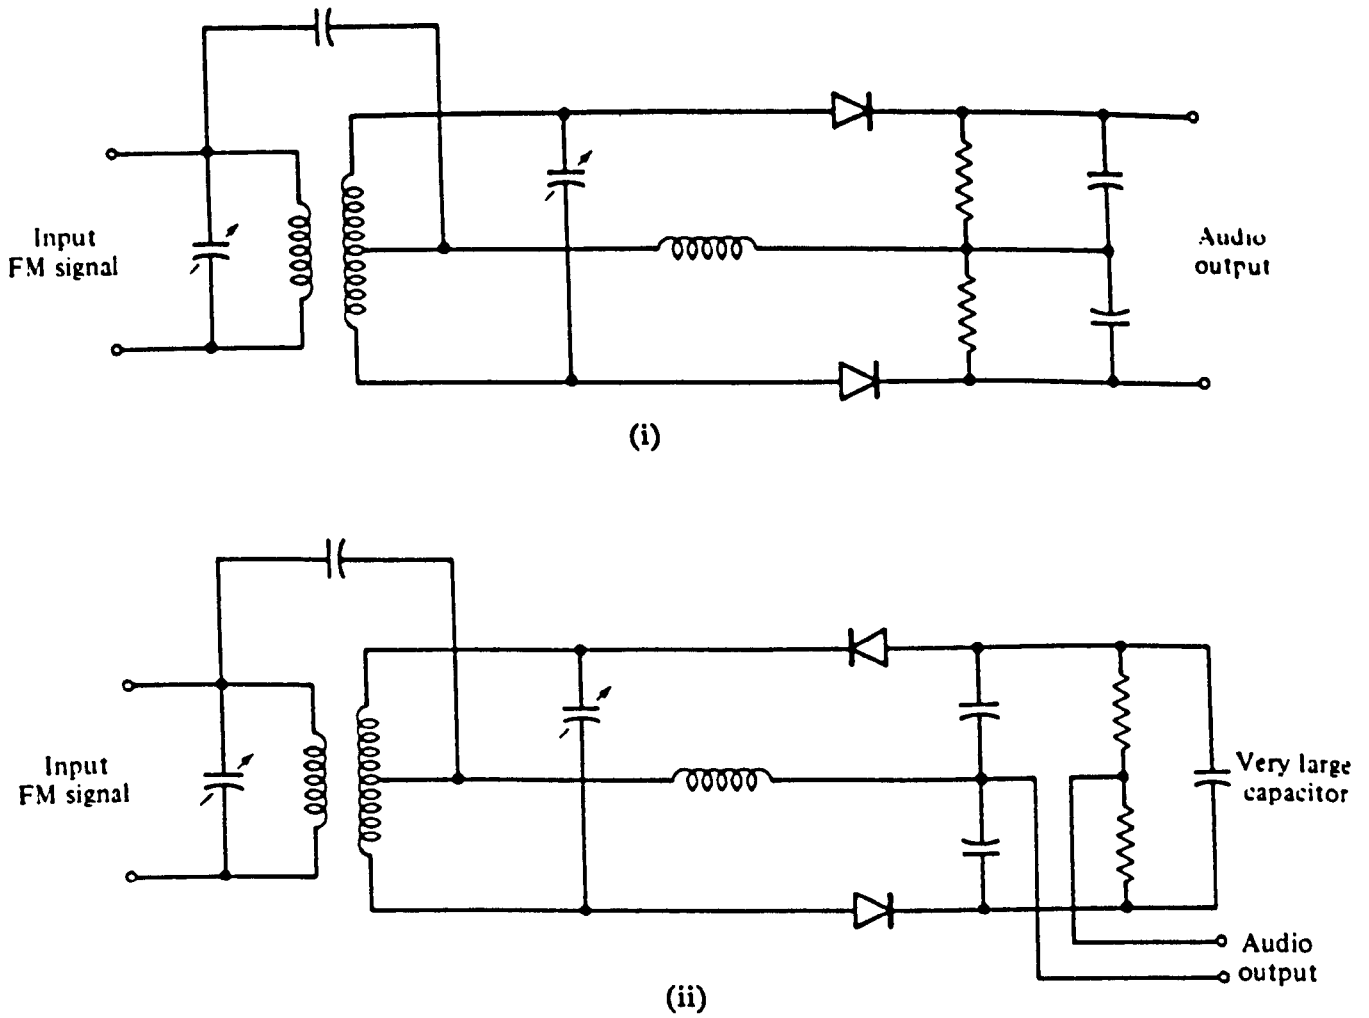 Input
FM signal
Audio
output
(i)
Input
FM signal
Very large
capacitor
Audio
output
(ii)